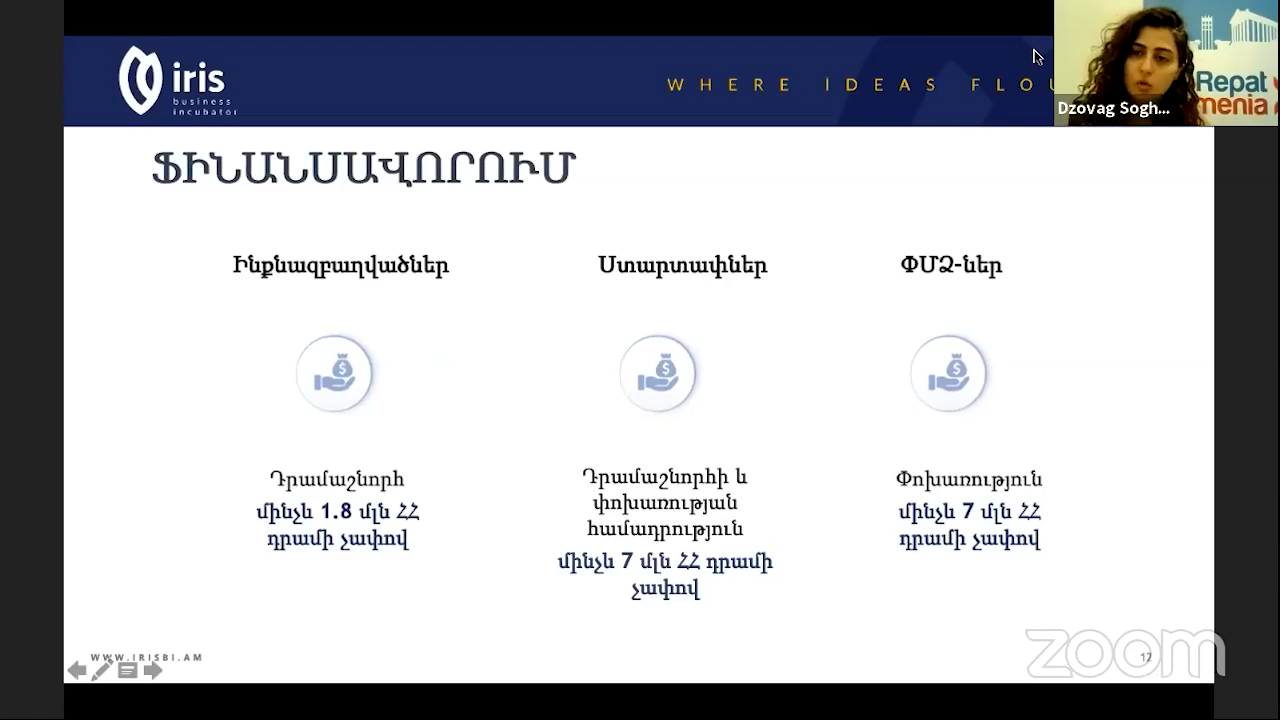 iris
business
incubator
WHERE IDEAS FLOU
Repat
menia
Dzovag Sogh...
ՖԻՆԱՆՍԱՎՈՐՈՒՄ
Ինքնազբաղվածներ
Ստարտափներ
ՓՄՁ-ներ
Դրամաշնորհ
մինչև 1.8 մլն ՀՀ
դրամի չափով
Դրամաշնորհի և
փոխառության
համադրություն
մինչև 7 մլն ՀՀ դրամի
չափով
Փոխառություն
մինչև 7 մլն ՀՀ
դրամի չափով
WWW.IRISBI.AM
12
zoom